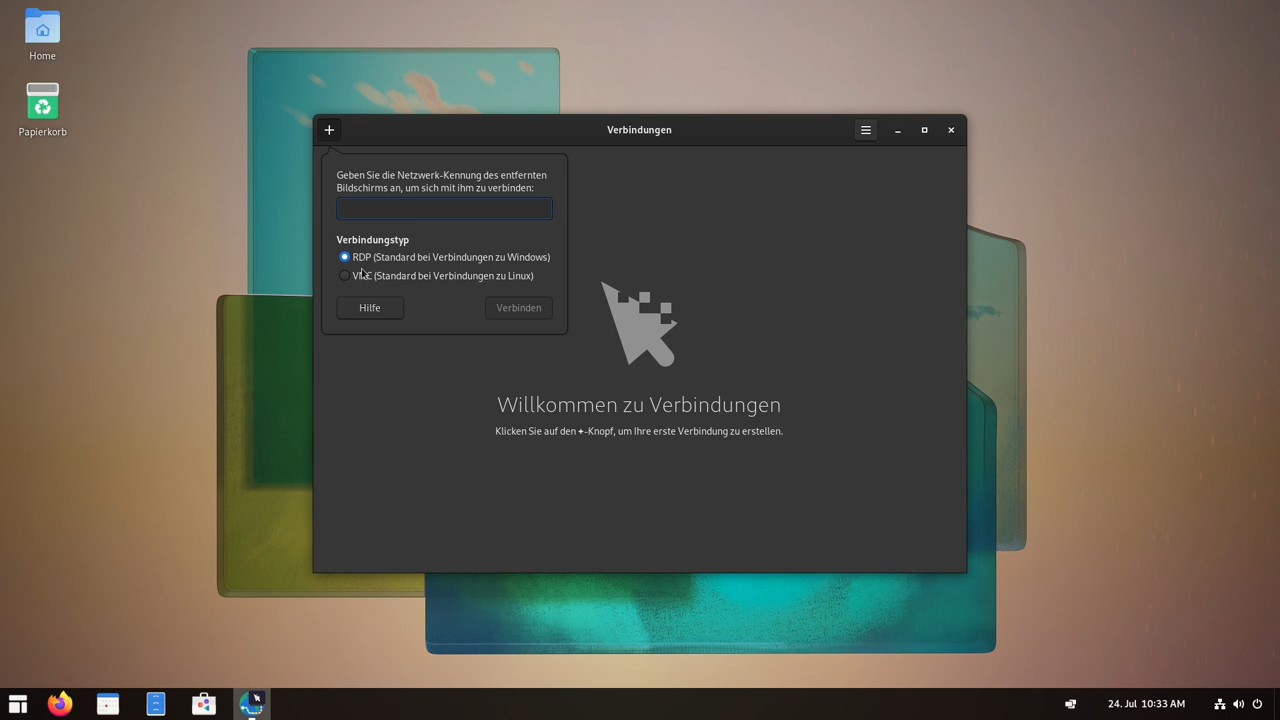 Home
Papierkorb
Verbindungen
Geben Sie die Netzwerk-Kennung des entfernten
Bildschirms an, um sich mit ihm zu verbinden:
Verbindungstyp
RDP (Standard bei Verbindungen zu Windows)
VNC (Standard bei Verbindungen zu Linux)
Hilfe
Verbinden
Willkommen zu Verbindungen
Klicken Sie auf den +-Knopf, um Ihre erste Verbindung zu erstellen.
24. Jul 10:33 AM